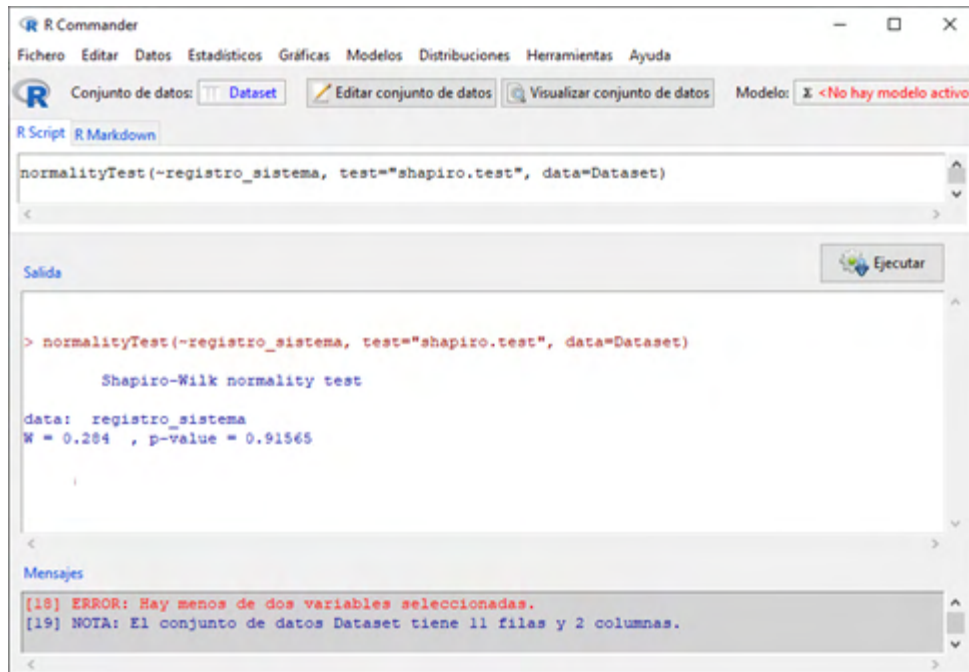 R Commander
Fichero Editar Datos Estadísticos Gráficas Modelos Distribuciones Herramientas Ayuda
R Conjunto de datos: Dataset Editar conjunto de datos Visualizar conjunto de datos Modelo: Σ <No hay modelo activo
R Script R Markdown
normalityTest(~registro_sistema, test="shapiro.test", data=Dataset)
Salida
Ejecutar
> normalityTest(~registro_sistema, test="shapiro.test", data=Dataset)
Shapiro-Wilk normality test
data: registro_sistema
W = 0.284 , p-value = 0.91565
Mensajes
[18] ERROR: Hay menos de dos variables seleccionadas.
[19] NOTA: El conjunto de datos Dataset tiene 11 filas y 2 columnas.